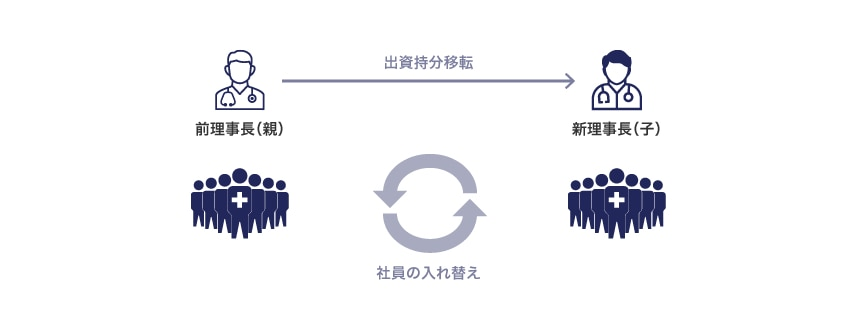 出資持分移転
前理事長（親）
新理事長（子）
社員の入れ替え